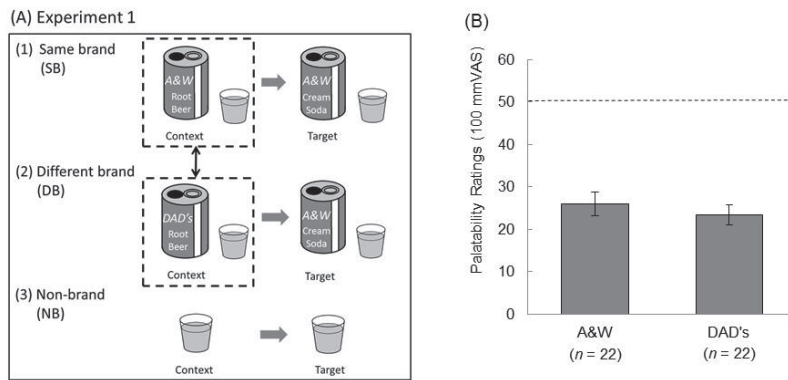 (A) Experiment 1
(1) Same brand
(SB)
A&W
Root
Beer
Context
A&W
Cream
Soda
Target
(2) Different brand
(DB)
DAD's
Root
Beer
Context
A&W
Cream
Soda
Target
(3) Non-brand
(NB)
Context
Target
(B)
Palatability Ratings (100 mmVAS)
60
50
40
30
20
10
0
A&W
(n = 22)
DAD's
(n = 22)